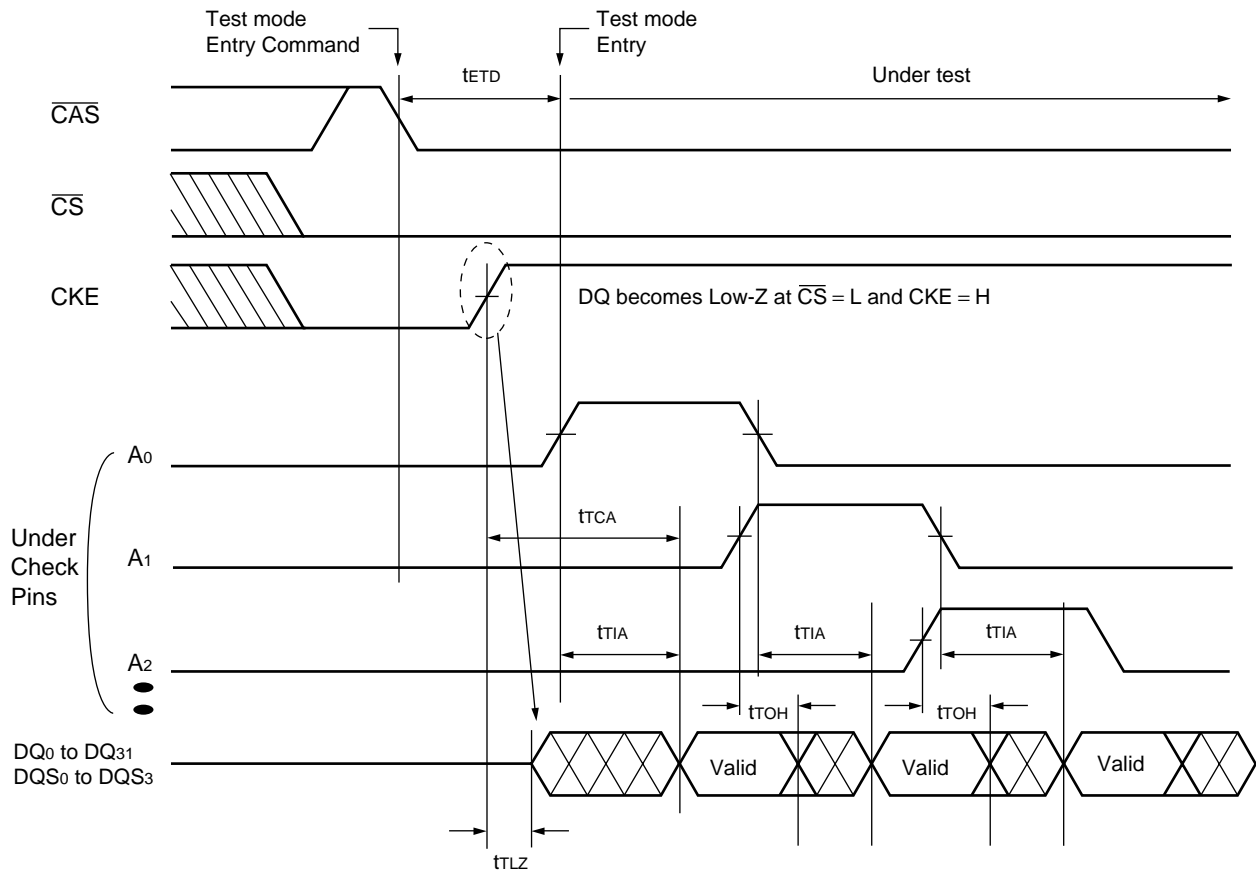 Test mode
Entry Command
Test mode
Entry
tETD
Under test
CAS
CS
CKE
DQ becomes Low-Z at CS = L and CKE = H
A0
tTCA
Under
Check
Pins
A1
tTIA
tTIA
tTIA
A2
tTOH
tTOH
DQ0 to DQ31
DQS0 to DQS3
Valid
Valid
Valid
tTLZ